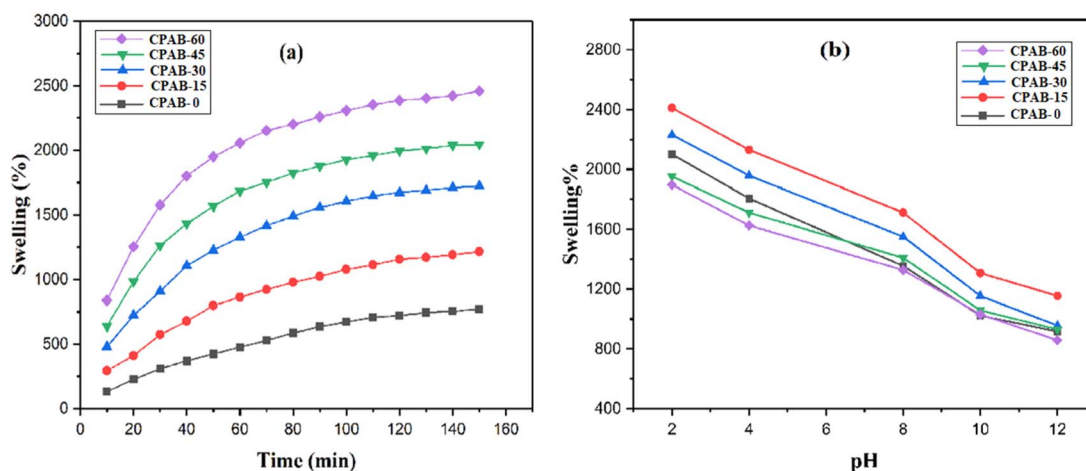 (a)
CPAB-60
CPAB-45
CPAB-30
CPAB-15
CPAB- 0
3000
2500
2000
1500
1000
500
0
Swelling (%)
0 20 40 60 80 100 120 140 160
Time (min)
(b)
CPAB-60
CPAB-45
CPAB-30
CPAB-15
CPAB- 0
2800
2400
2000
1600
1200
800
400
Swelling%
2 4 6 8 10 12
pH